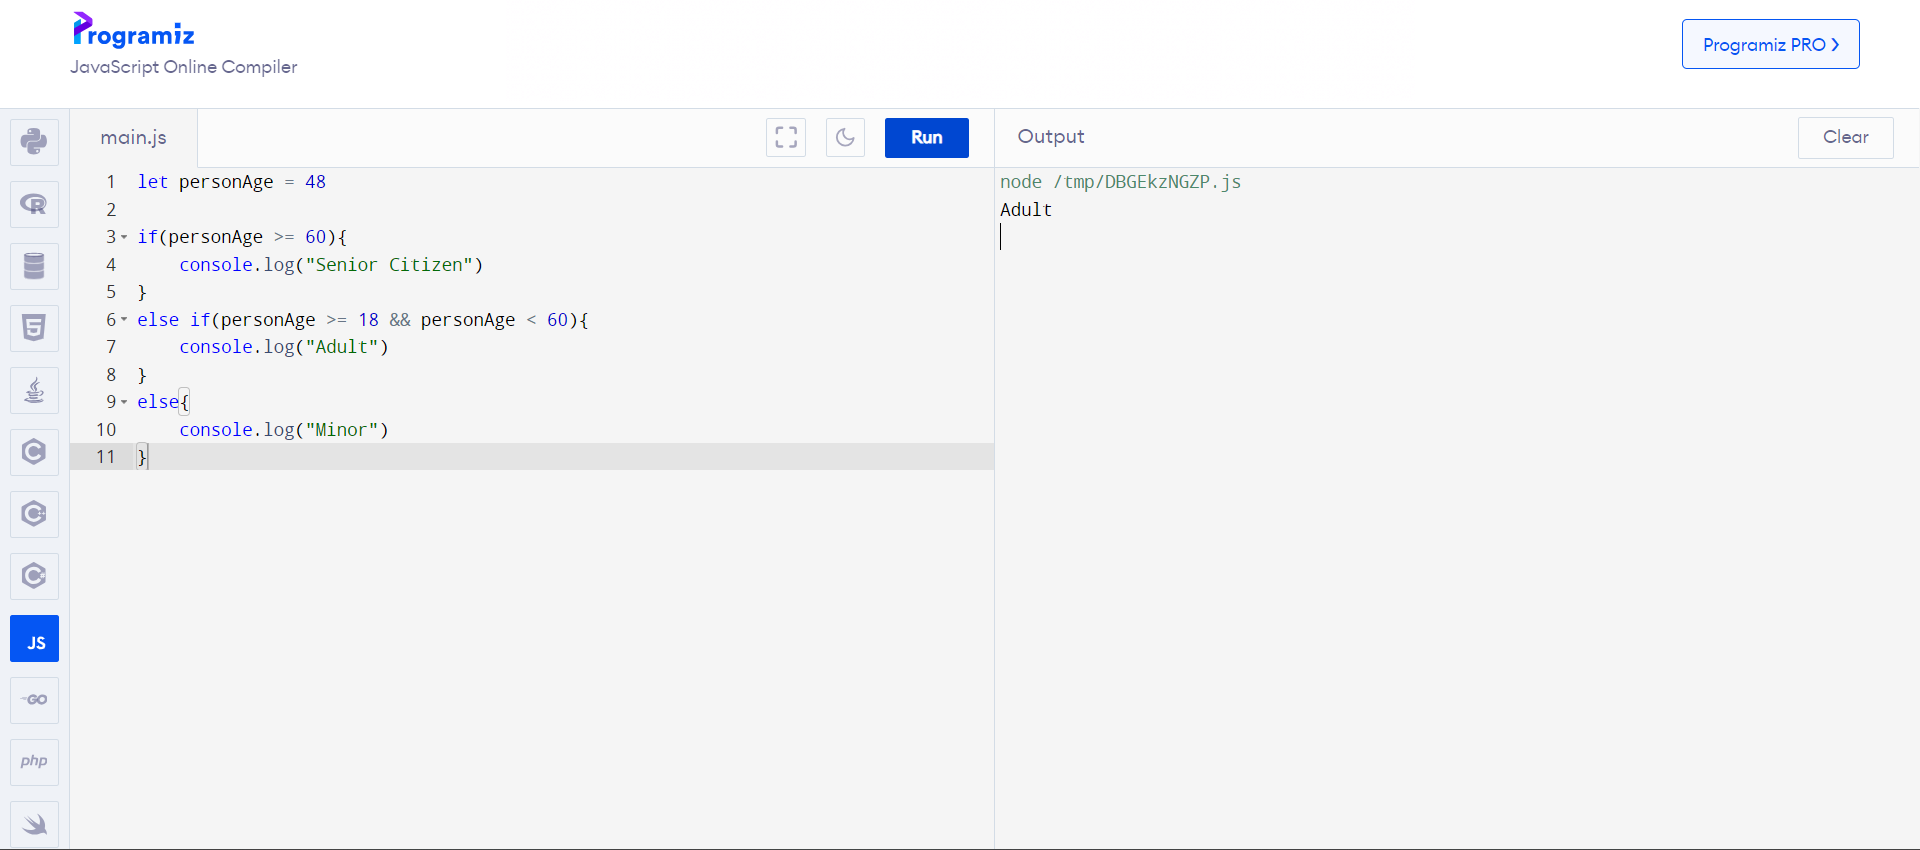 Programiz
JavaScript Online Compiler
Programiz PRO
main.js
Run
Output
Clear
1 let personAge = 48
2
3 if(personAge >= 60){
4     console.log("Senior Citizen")
5 }
6 else if(personAge >= 18 && personAge < 60){
7     console.log("Adult")
8 }
9 else{
10     console.log("Minor")
11 }
node /tmp/DBGEkzNGZP.js
Adult
R
5
C
C++
C#
JS
GO
php